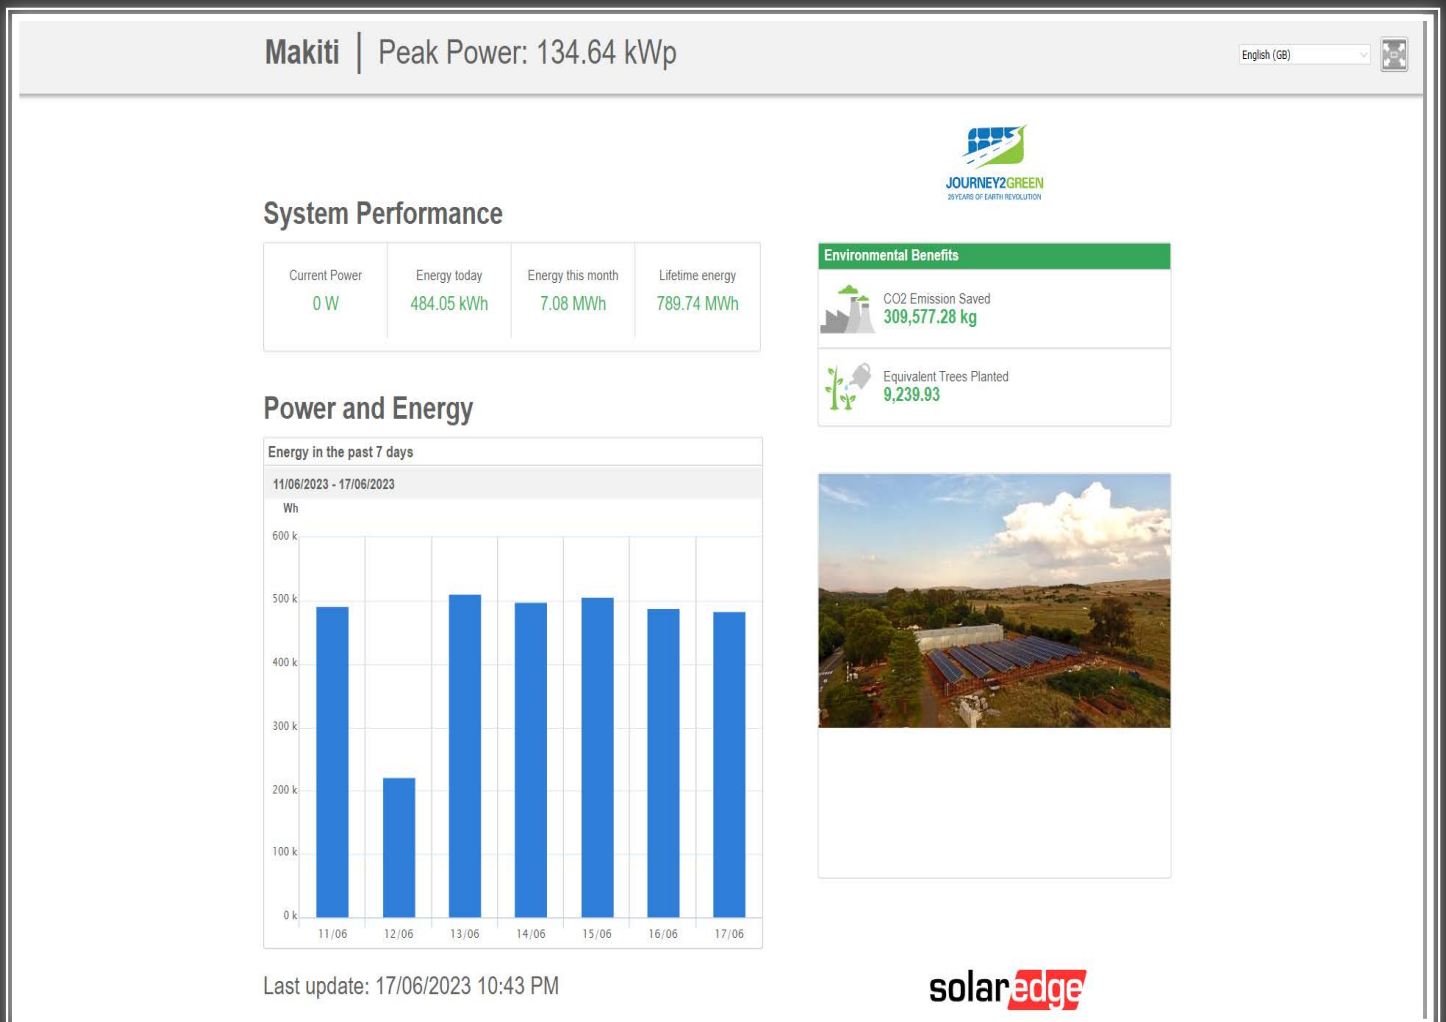 Makiti | Peak Power: 134.64 kWp
English (GB)
JOURNEY2GREEN
25YEARS OF EARTH REVOLUTION
System Performance
Current Power
0 W
Energy today
484.05 kWh
Energy this month
7.08 MWh
Lifetime energy
789.74 MWh
Environmental Benefits
CO2 Emission Saved
309,577.28 kg
Equivalent Trees Planted
9,239.93
Power and Energy
Energy in the past 7 days
11/06/2023 - 17/06/2023
Wh
600 k
500 k
400 k
300 k
200 k
100 k
0 k
11/06 12/06 13/06 14/06 15/06 16/06 17/06
Last update: 17/06/2023 10:43 PM
solaredge